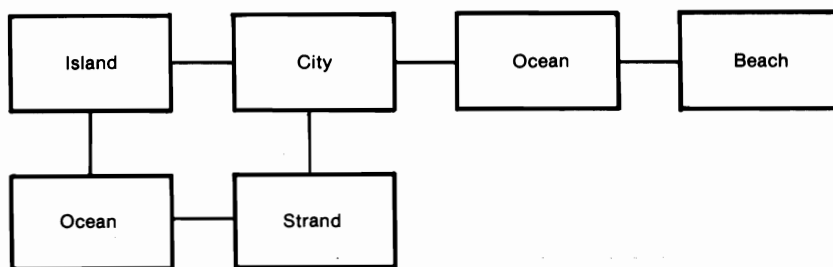 Island
City
Ocean
Beach
Ocean
Strand